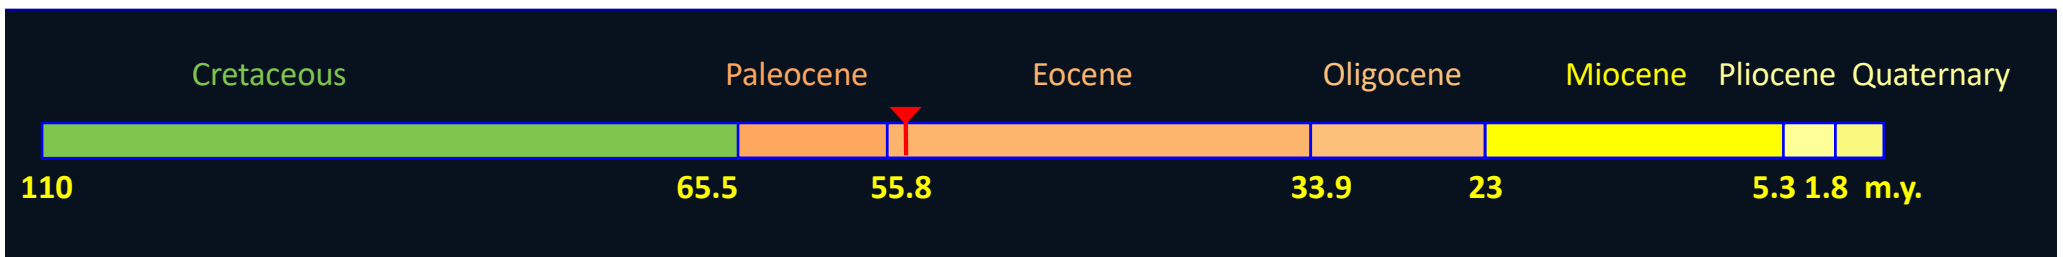 Cretaceous Paleocene Eocene Oligocene Miocene Pliocene Quaternary
110 65.5 55.8 33.9 23 5.3 1.8 m.y.